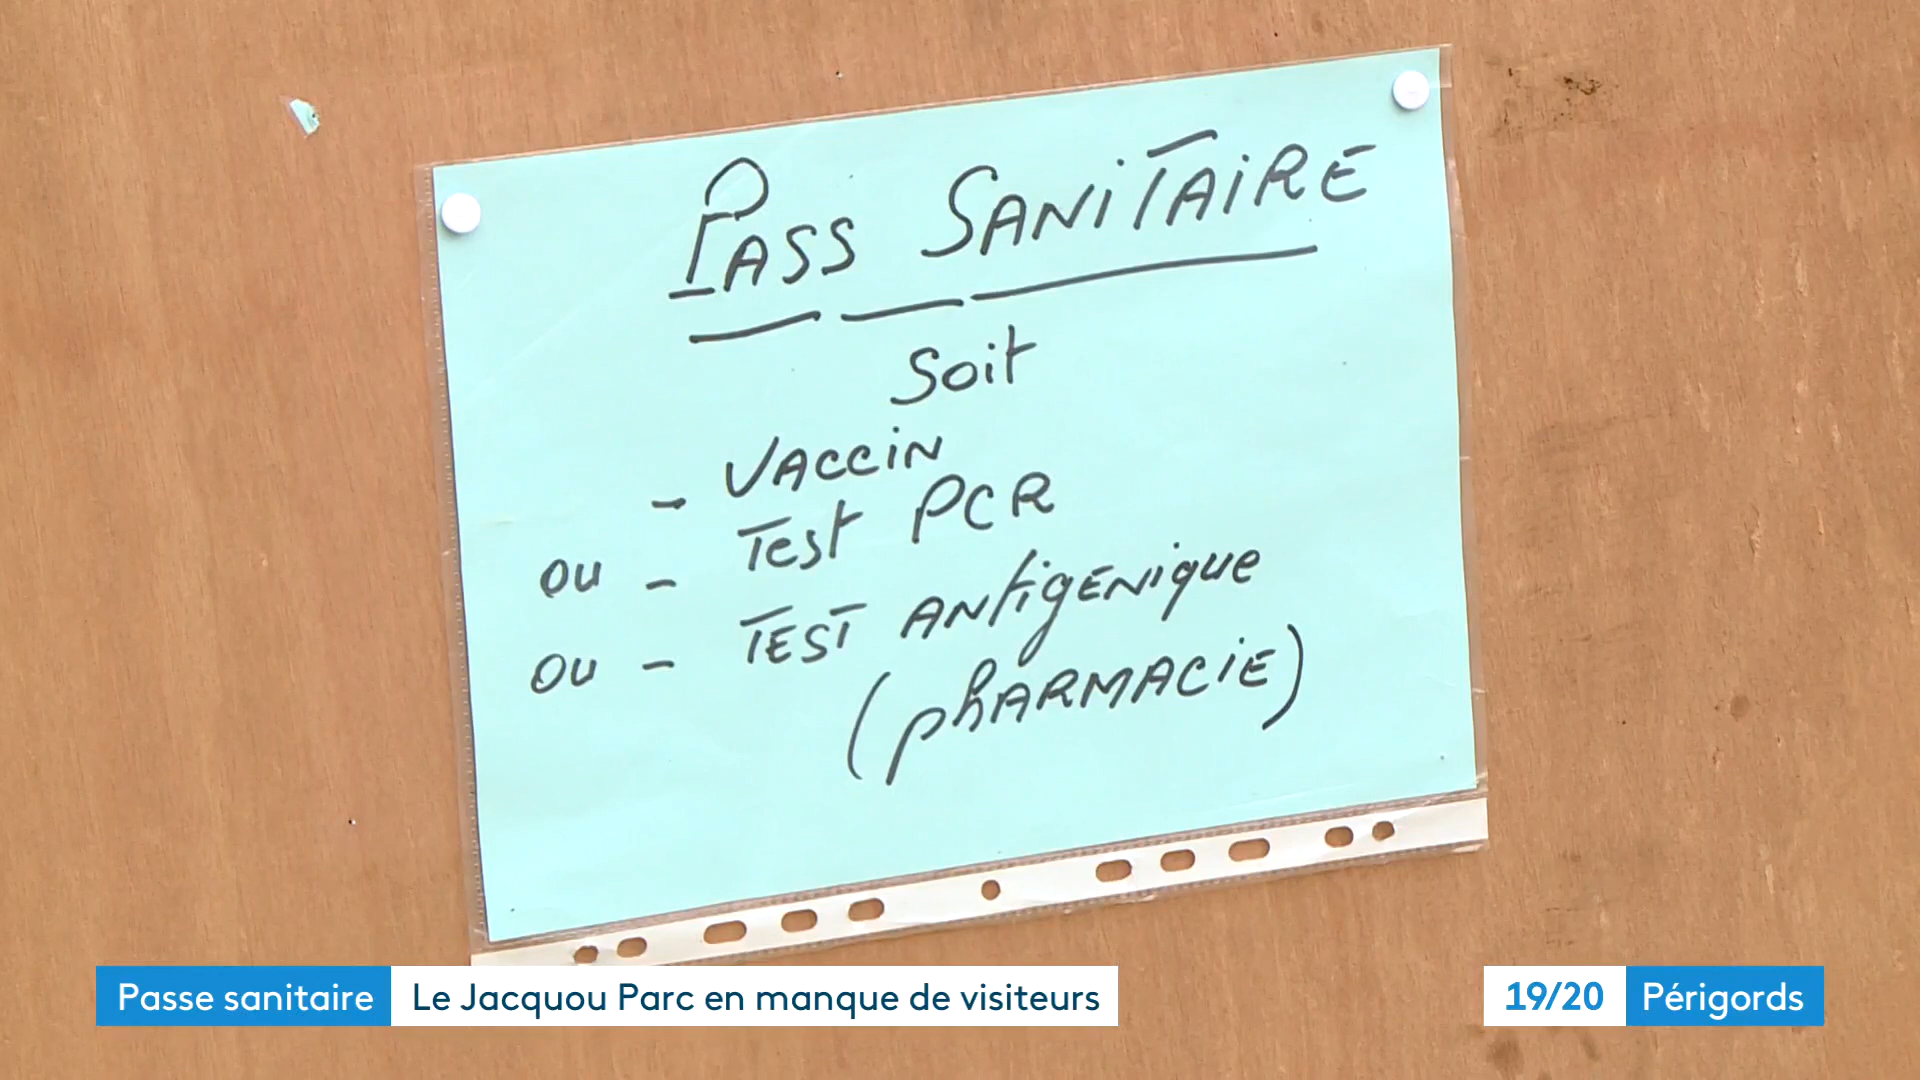 PASS SANiTAiRE
Soit
- VACCiN
ou - Test PCR
ou - TEST ANtigENique
(phARMACiE)
Passe sanitaire Le Jacquou Parc en manque de visiteurs 19/20 Périgords